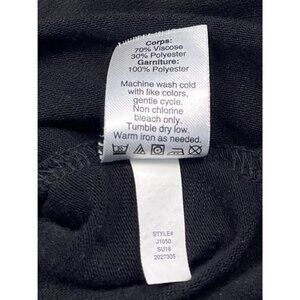 Corps:
70% Viscose
30% Polyester
Garniture:
100% Polyester
Machine wash cold
with like colors,
gentle cycle.
Non chlorine
bleach only.
Tumble dry low.
Warm iron as needed.
STYLE#
J1050
SU18
2027305